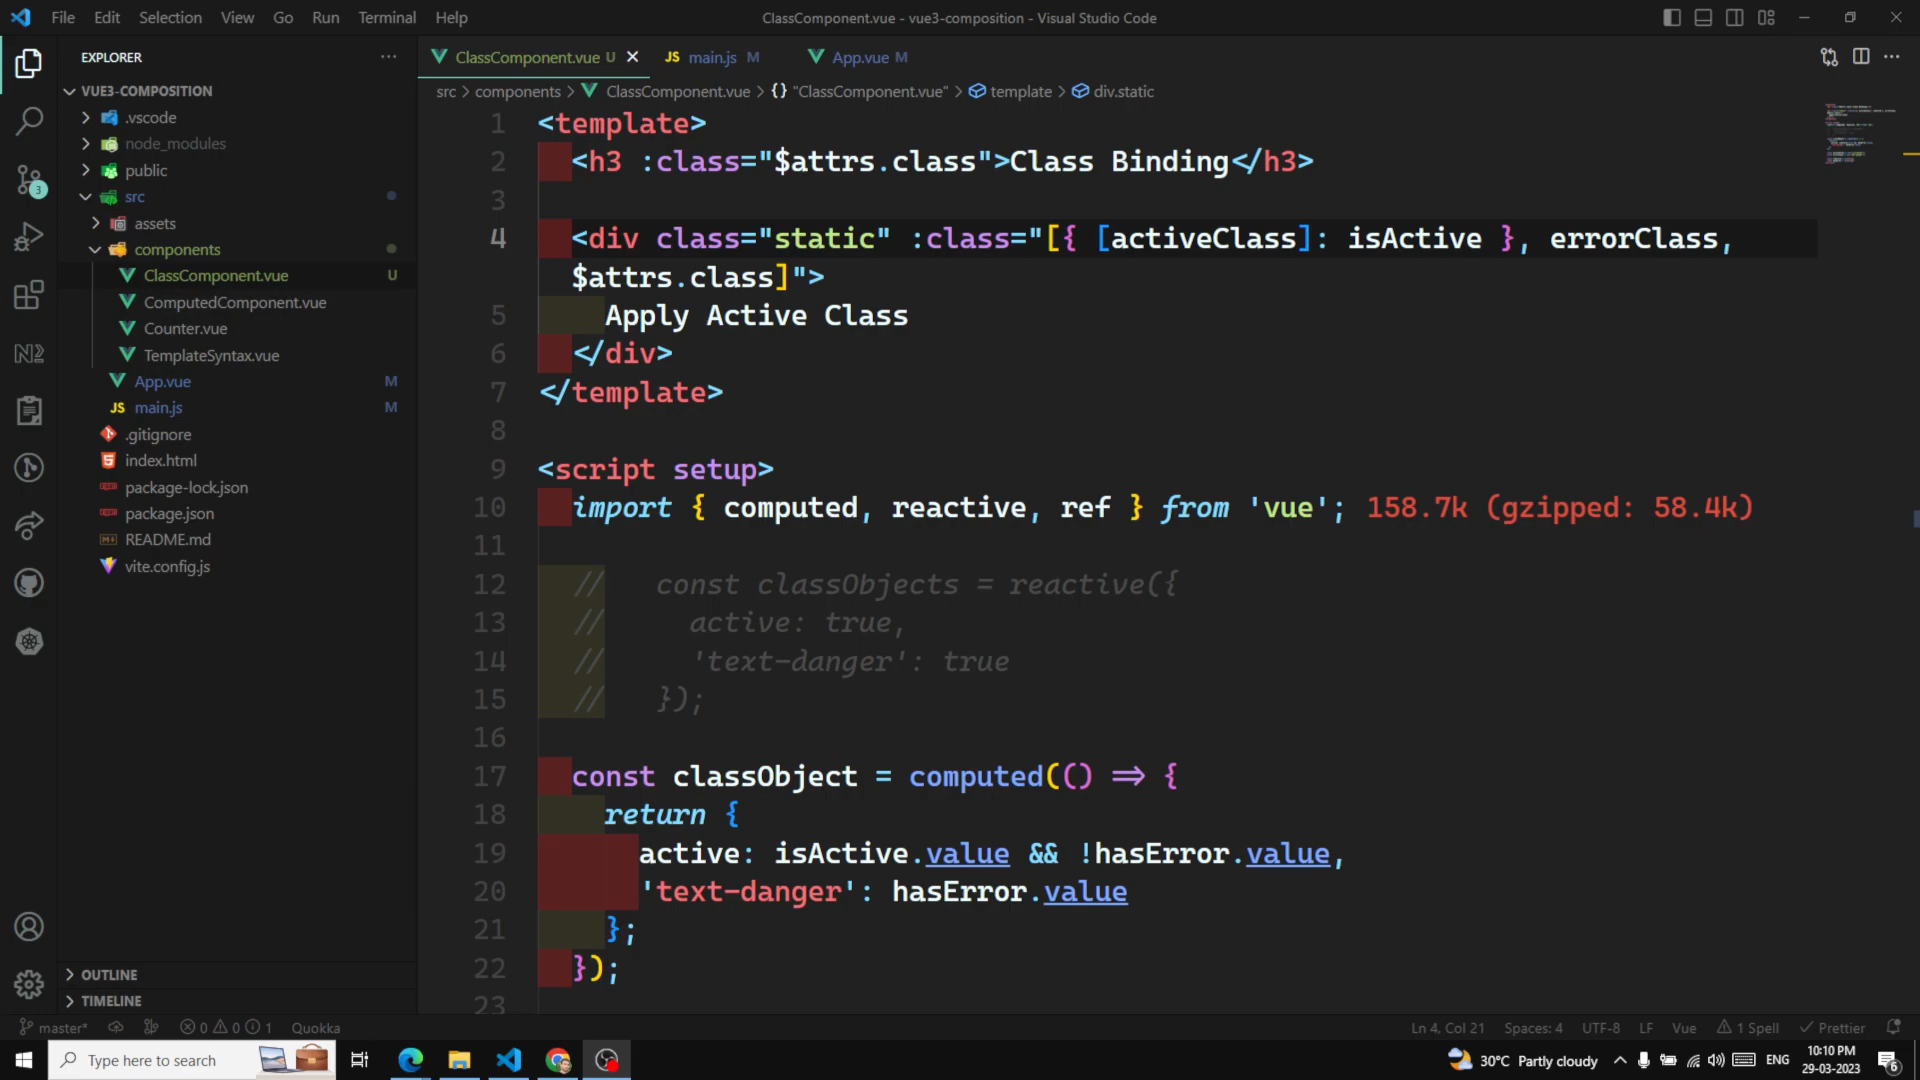 File Edit Selection View Go Run Terminal Help
ClassComponent.vue - vue3-composition - Visual Studio Code
EXPLORER
VUE3-COMPOSITION
.vscode
node_modules
public
src
assets
components
ClassComponent.vue U
ComputedComponent.vue
Counter.vue
TemplateSyntax.vue
App.vue M
JS main.js M
.gitignore
index.html
package-lock.json
package.json
README.md
vite.config.js
OUTLINE
TIMELINE
3
ClassComponent.vue U
JS main.js M
App.vue M
src > components > ClassComponent.vue > {} "ClassComponent.vue" > template > div.static
1 <template>
2 <h3 :class="$attrs.class">Class Binding</h3>
3
4 <div class="static" :class="[{ [activeClass]: isActive }, errorClass,
$attrs.class]">
5 Apply Active Class
6 </div>
7 </template>
8
9 <script setup>
10 import { computed, reactive, ref } from 'vue'; 158.7k (gzipped: 58.4k)
11
12 // const classObjects = reactive({
13 // active: true,
14 // 'text-danger': true
15 // });
16
17 const classObject = computed(() => {
18 return {
19 active: isActive.value && !hasError.value,
20 'text-danger': hasError.value
21 };
22 });
23
master* 0 0 1 Quokka
Ln 4, Col 21 Spaces: 4 UTF-8 LF Vue 1 Spell Prettier
Type here to search
30°C Partly cloudy
ENG
10:10 PM
29-03-2023
6